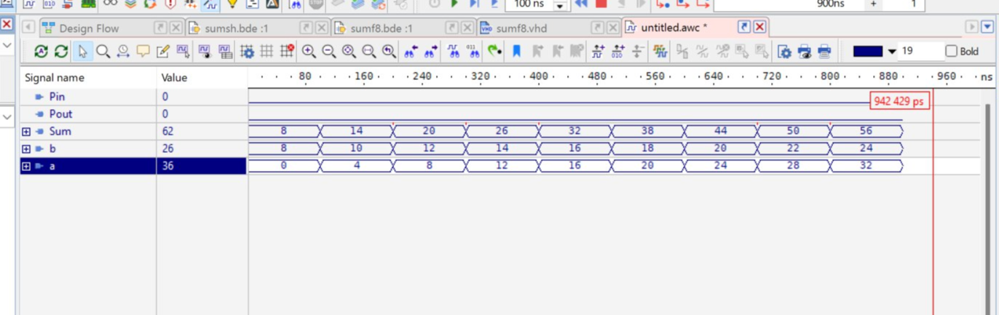 100 ns 900ns + 1
Design Flow sumsh.bde :1 sumf8.bde :1 sumf8.vhd untitled.awc *
19 Bold
Signal name Value 80 160 240 320 400 480 560 640 720 800 880 960 ns
Pin 0 942 429 ps
Pout 0
Sum 62 8 14 20 26 32 38 44 50 56
b 26 8 10 12 14 16 18 20 22 24
a 36 0 4 8 12 16 20 24 28 32